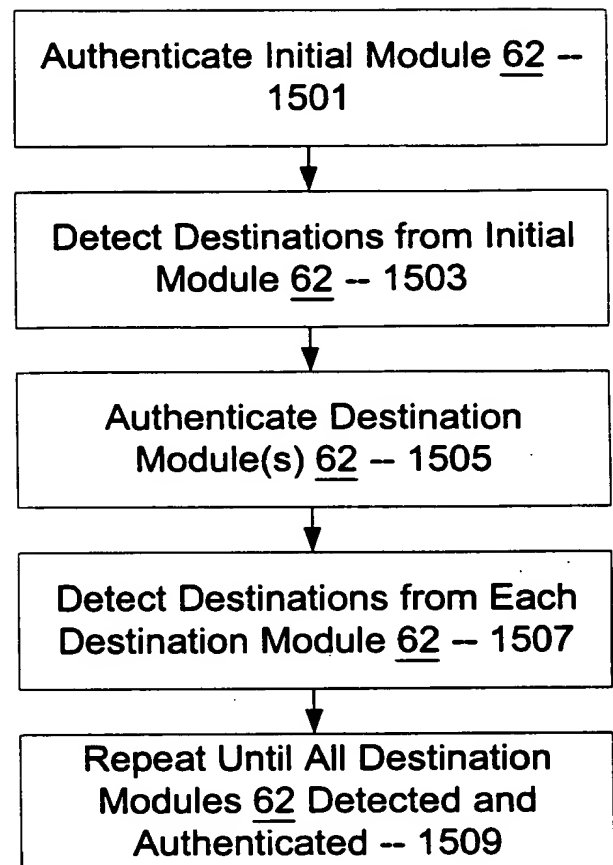 Authenticate Initial Module 62 --
1501
Detect Destinations from Initial
Module 62 -- 1503
Authenticate Destination
Module(s) 62 -- 1505
Detect Destinations from Each
Destination Module 62 -- 1507
Repeat Until All Destination
Modules 62 Detected and
Authenticated -- 1509